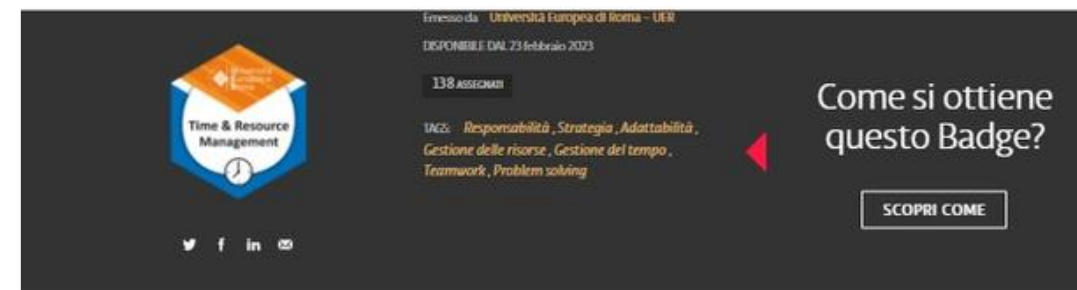 Emesso da Università Europea di Roma – UER
DISPONIBILE DAL 23 febbraio 2023
138 ASSEGNATI
TAGS: Responsabilità , Strategia , Adattabilità ,
Gestione delle risorse , Gestione del tempo ,
Teamwork , Problem solving
Time & Resource
Management
Come si ottiene
questo Badge?
SCOPRI COME